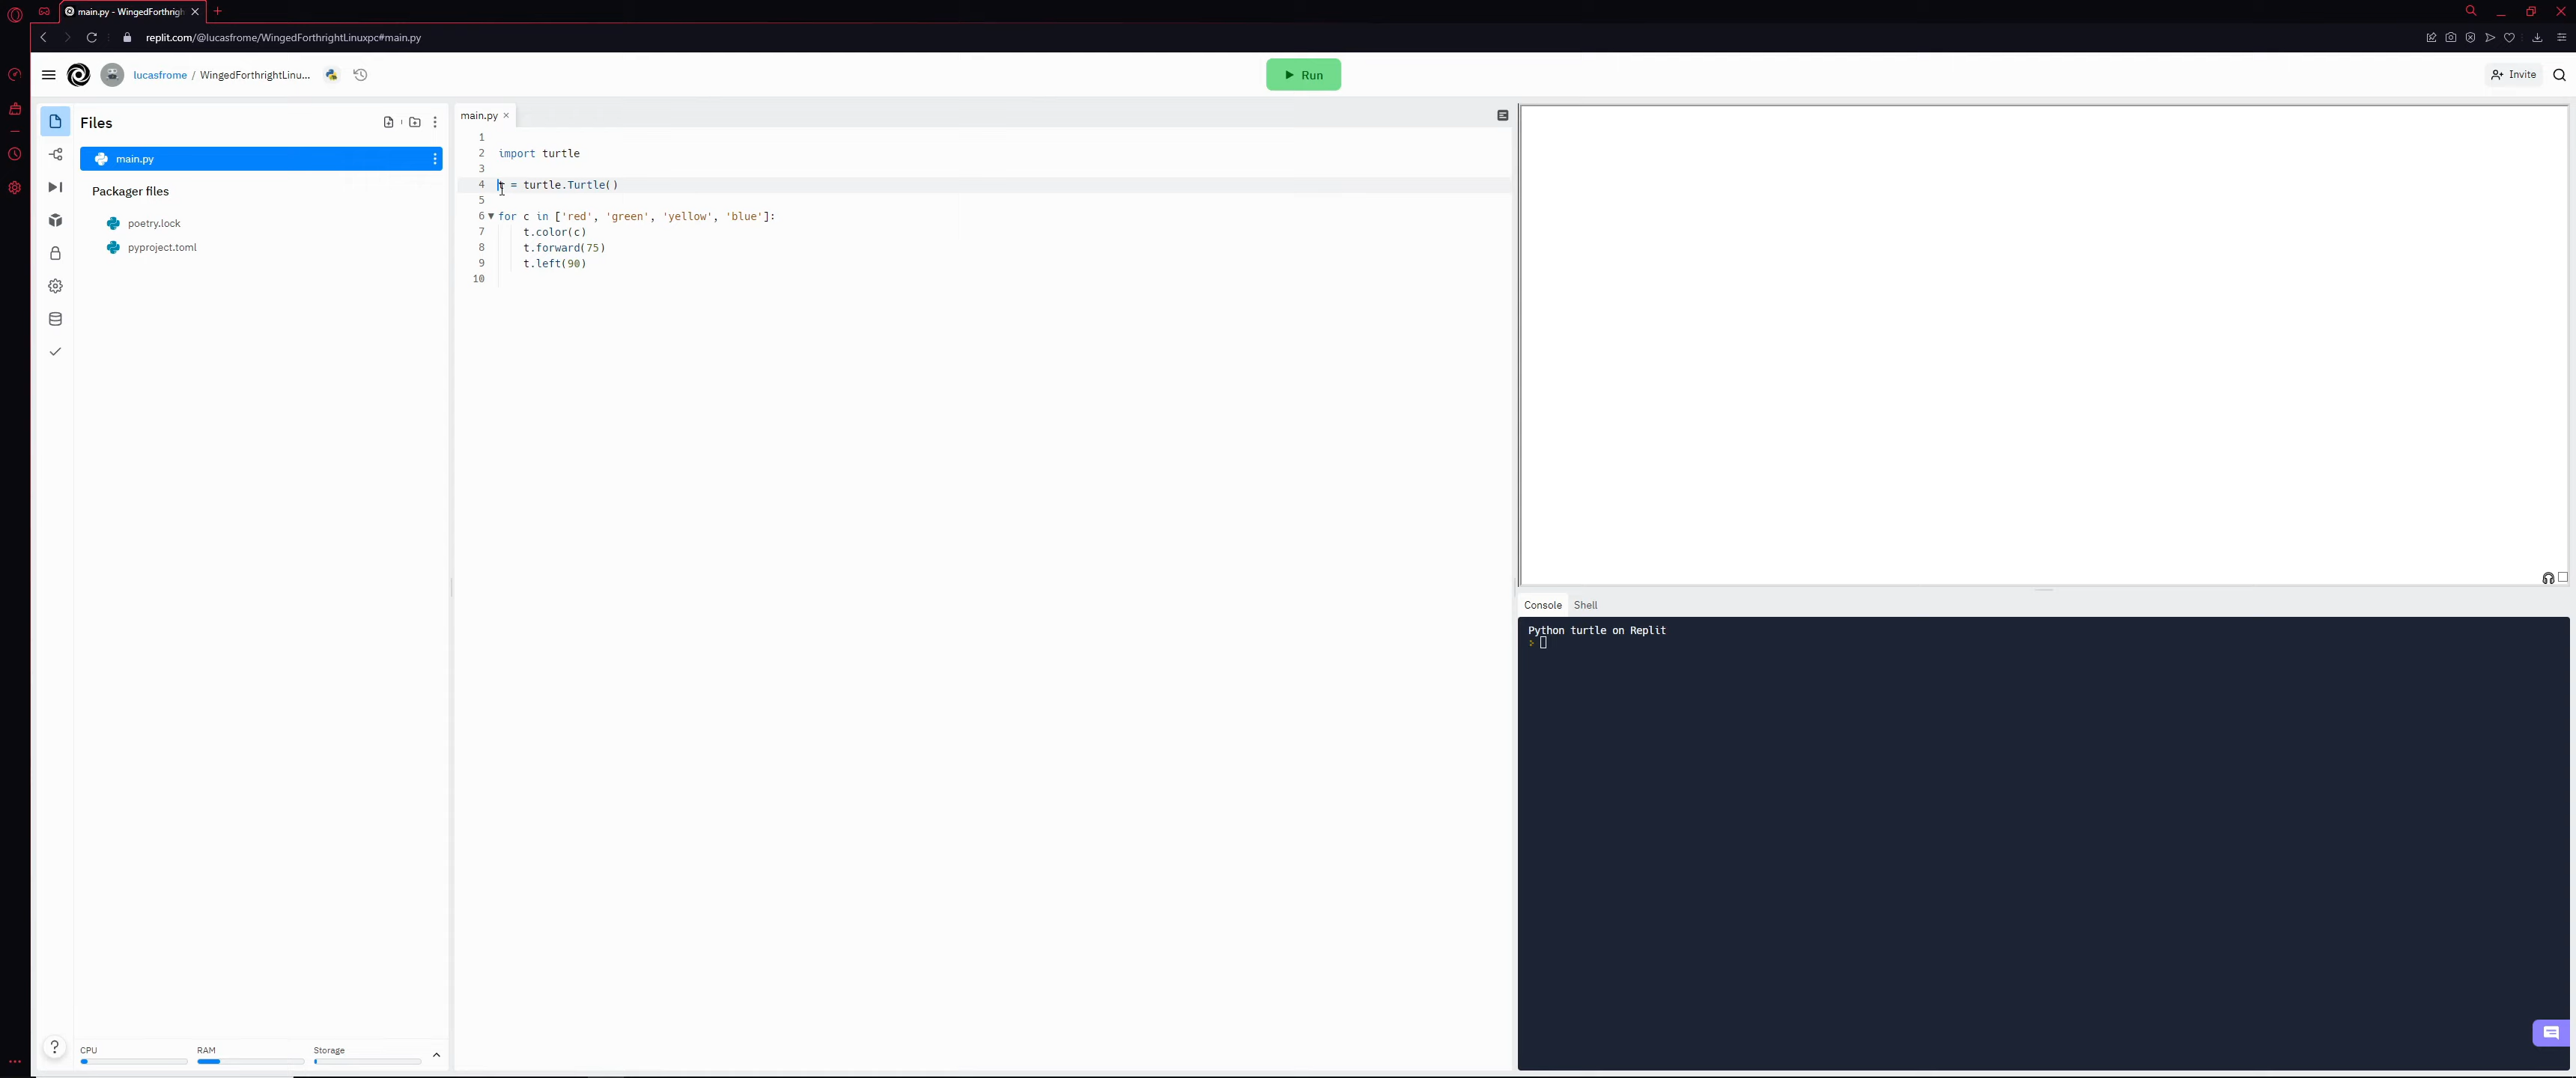 main.py - WingedForthrigh
replit.com/@lucasfrome/WingedForthrightLinuxpc#main.py
lucasfrome / WingedForthrightLinu...
Run
Invite
Files
main.py
Packager files
poetry.lock
pyproject.toml
CPU
RAM
Storage
main.py
1
2 import turtle
3
4 t = turtle.Turtle()
5
6 for c in ['red', 'green', 'yellow', 'blue']:
7 t.color(c)
8 t.forward(75)
9 t.left(90)
10
Console Shell
Python turtle on Replit
>
?